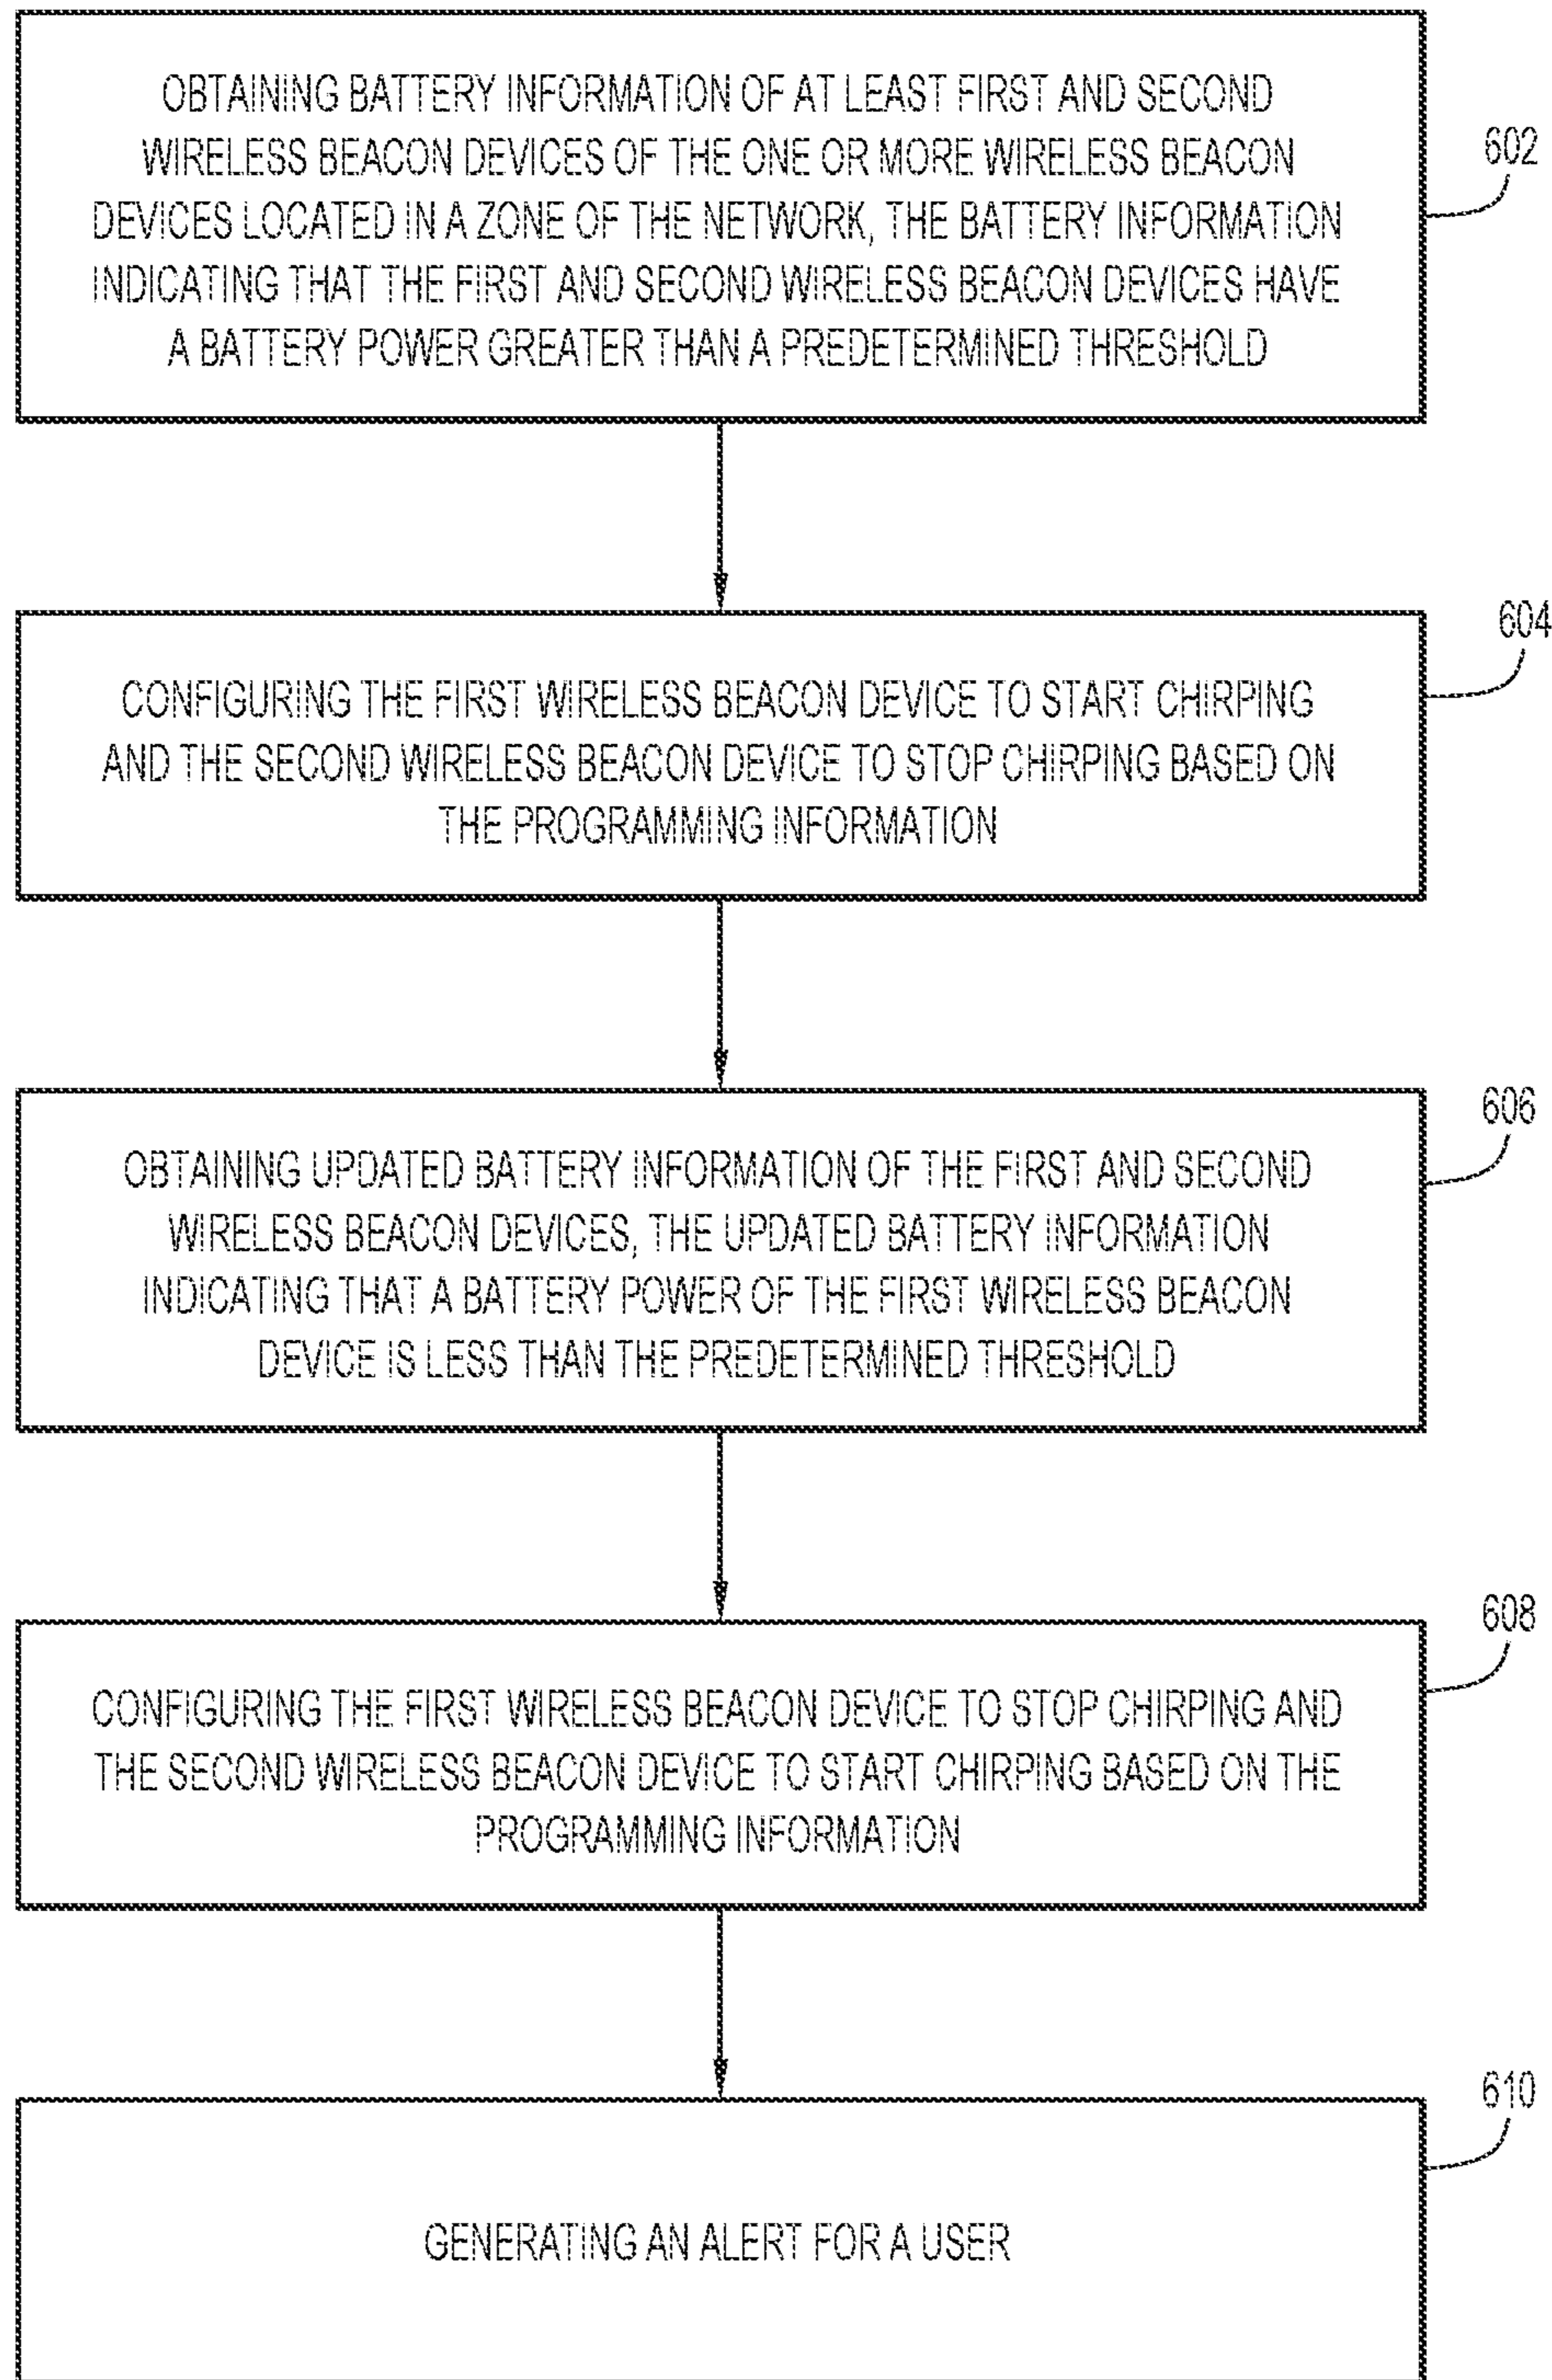 OBTAINING BATTERY INFORMATION OF AT LEAST FIRST AND SECOND
WIRELESS BEACON DEVICES OF THE ONE OR MORE WIRELESS BEACON
DEVICES LOCATED IN A ZONE OF THE NETWORK, THE BATTERY INFORMATION
INDICATING THAT THE FIRST AND SECOND WIRELESS BEACON DEVICES HAVE
A BATTERY POWER GREATER THAN A PREDETERMINED THRESHOLD
602
CONFIGURING THE FIRST WIRELESS BEACON DEVICE TO START CHIRPING
AND THE SECOND WIRELESS BEACON DEVICE TO STOP CHIRPING BASED ON
THE PROGRAMMING INFORMATION
604
OBTAINING UPDATED BATTERY INFORMATION OF THE FIRST AND SECOND
WIRELESS BEACON DEVICES, THE UPDATED BATTERY INFORMATION
INDICATING THAT A BATTERY POWER OF THE FIRST WIRELESS BEACON
DEVICE IS LESS THAN THE PREDETERMINED THRESHOLD
606
CONFIGURING THE FIRST WIRELESS BEACON DEVICE TO STOP CHIRPING AND
THE SECOND WIRELESS BEACON DEVICE TO START CHIRPING BASED ON THE
PROGRAMMING INFORMATION
608
GENERATING AN ALERT FOR A USER
610